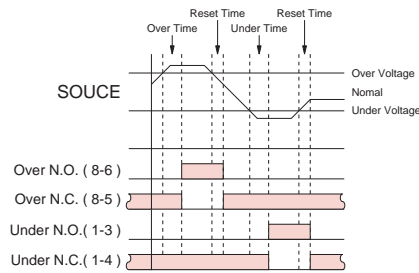 Reset Time
Reset Time
Over Time
Under Time
Over Voltage
SOUCE
Nomal
Under Voltage
Over N.O. ( 8-6 )
Over N.C. ( 8-5 )
Under N.O.( 1-3 )
Under N.C.( 1-4 )